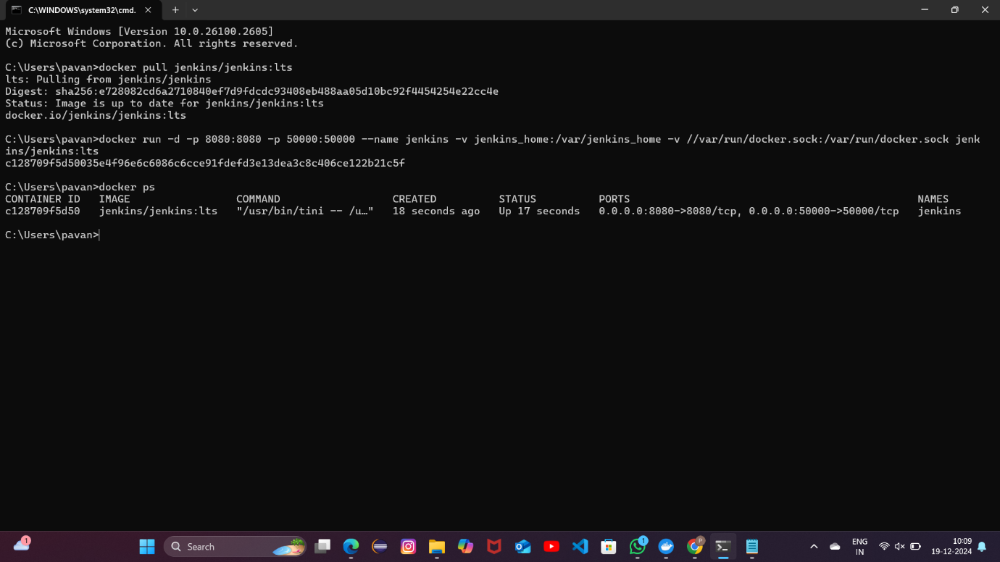 C:\WINDOWS\system32\cmd.
Microsoft Windows [Version 10.0.26100.2605]
(c) Microsoft Corporation. All rights reserved.
C:\Users\pavan>docker pull jenkins/jenkins:lts
lts: Pulling from jenkins/jenkins
Digest: sha256:e728082cd6a2710840ef7d9fdcdc93408eb488aa05d10bc92f4454254e22cc4e
Status: Image is up to date for jenkins/jenkins:lts
docker.io/jenkins/jenkins:lts
C:\Users\pavan>docker run -d -p 8080:8080 -p 50000:50000 --name jenkins -v jenkins_home:/var/jenkins_home -v //var/run/docker.sock:/var/run/docker.sock jenk
ins/jenkins:lts
c128709f5d50035e4f96e6c6086c6cce91fdefd3e13dea3c8c406ce122b21c5f
C:\Users\pavan>docker ps
CONTAINER ID   IMAGE                 COMMAND                  CREATED          STATUS          PORTS                                              NAMES
c128709f5d50   jenkins/jenkins:lts   "/usr/bin/tini -- /u…"   18 seconds ago   Up 17 seconds   0.0.0.0:8080->8080/tcp, 0.0.0.0:50000->50000/tcp   jenkins
C:\Users\pavan>
1
Search
1
P
ENG
IN
10:09
19-12-2024